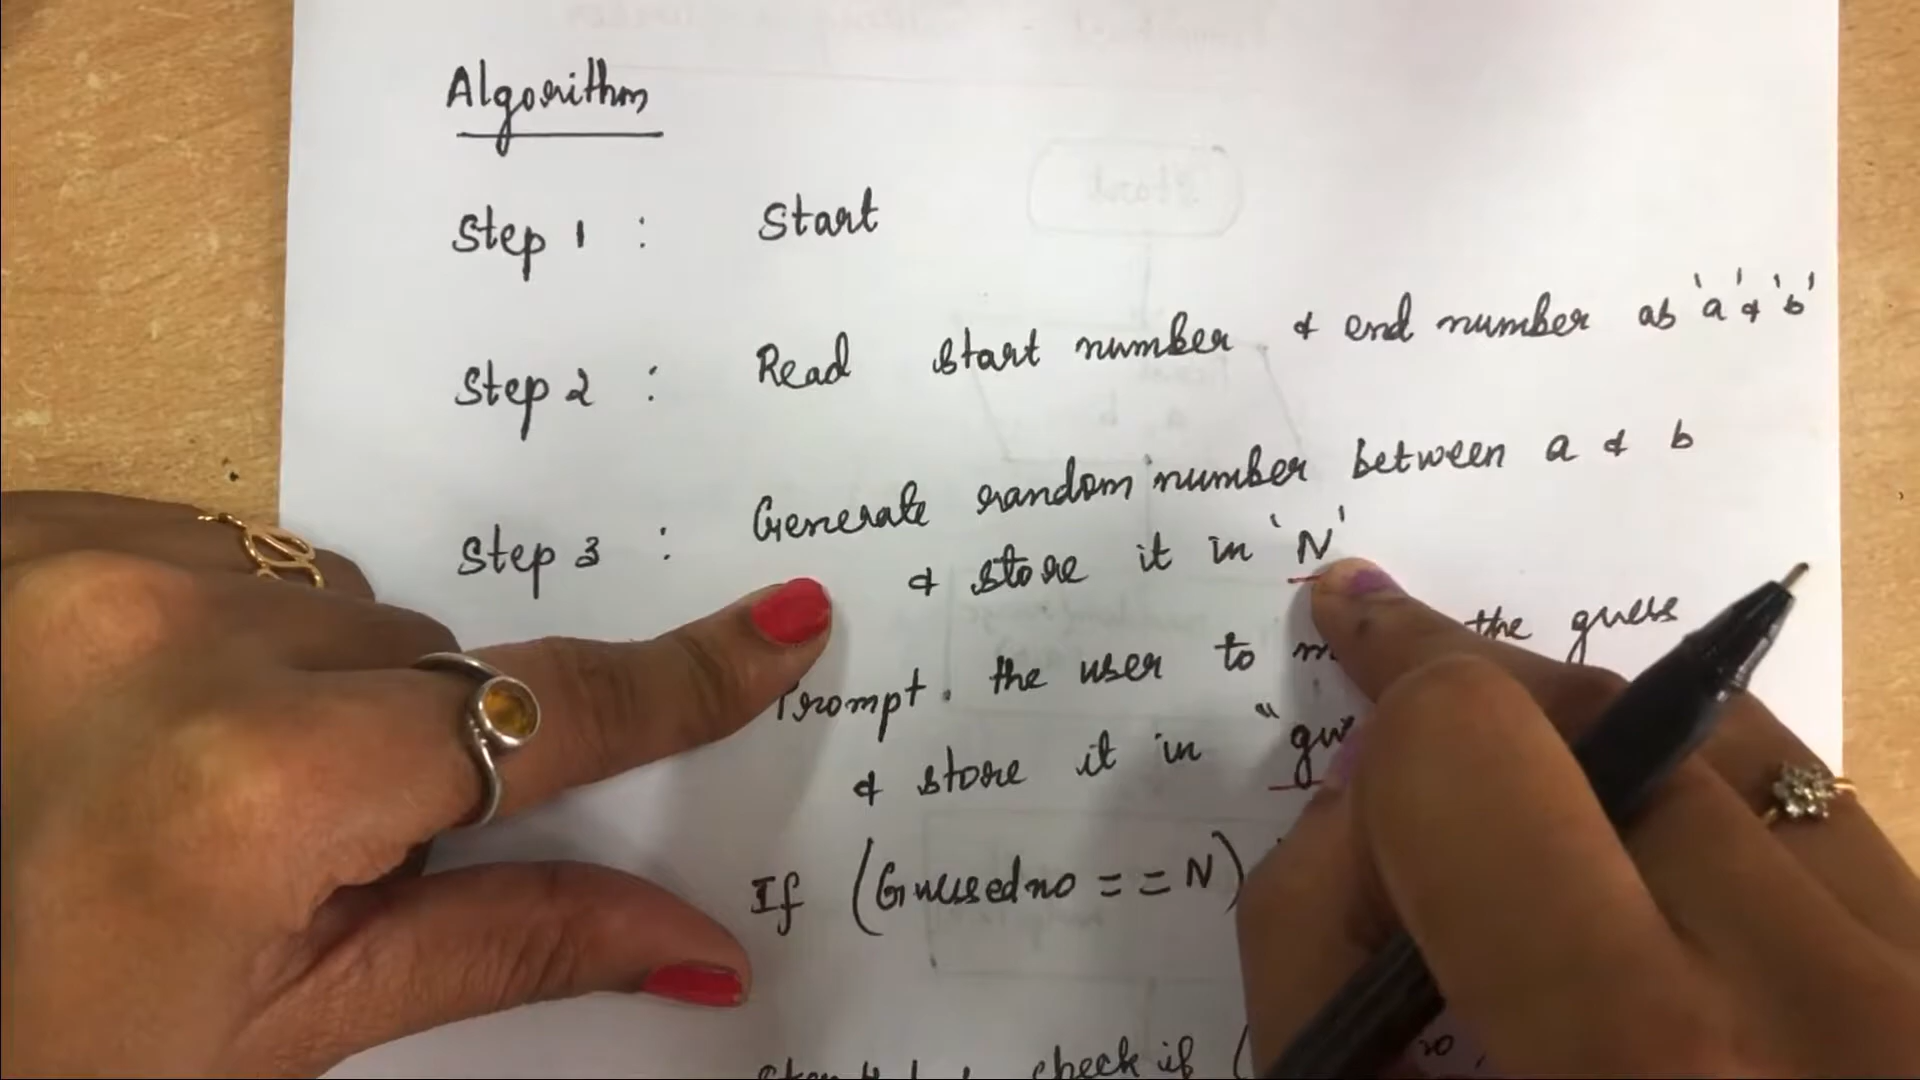 Algorithm
Step 1 : Start
Step 2 : Read start number & end number as 'a' & 'b'
Step 3 : Generate random number between a & b
& store it in 'N'
Prompt the user to the guess
& store it in "
If (Guessedno == N)
check if (